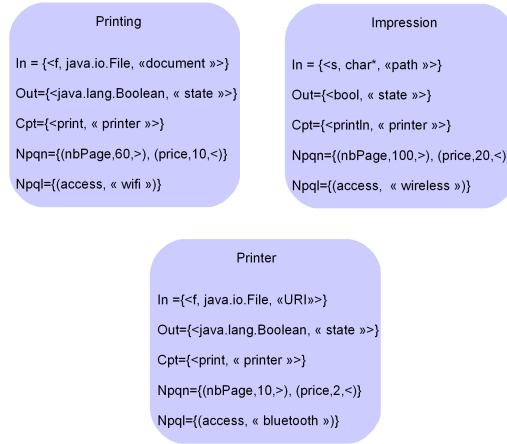 Printing
In = {<f, java.io.File, «document »>}
Out={<java.lang.Boolean, « state »>}
Cpt={<print, « printer »>}
Npqn={(nbPage,60,>), (price,10,<)}
Npql={(access, « wifi »)}
Impression
In = {<s, char*, «path »>}
Out={<bool, « state »>}
Cpt={<println, « printer »>}
Npqn={(nbPage,100,>), (price,20,<)}
Npql={(access, « wireless »)}
Printer
In ={<f, java.io.File, «URI»>}
Out={<java.lang.Boolean, « state »>}
Cpt={<print, « printer »>}
Npqn={(nbPage,10,>), (price,2,<)}
Npql={(access, « bluetooth »)}